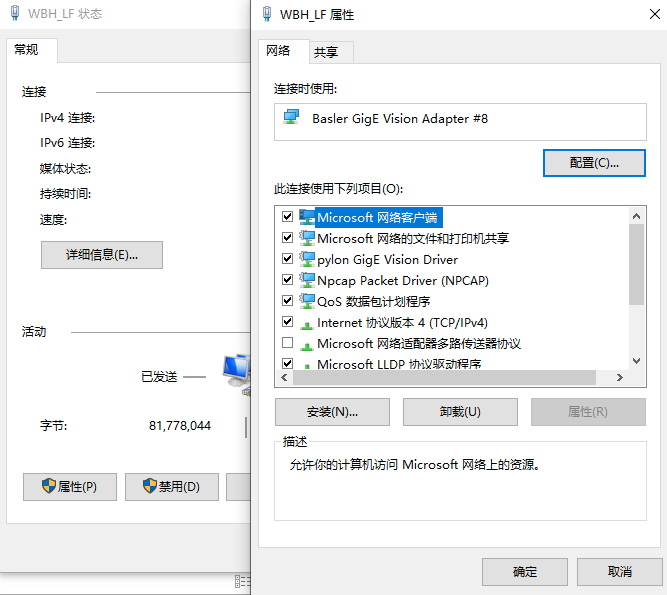 WBH_LF 状态
常规
连接
IPv4 连接:
IPv6 连接:
媒体状态:
持续时间:
速度:
详细信息(E)...
活动
已发送
字节:
81,778,044
属性(P)
禁用(D)
WBH_LF 属性
网络
共享
连接时使用:
Basler GigE Vision Adapter #8
配置(C)...
此连接使用下列项目(O):
Microsoft 网络客户端
Microsoft 网络的文件和打印机共享
pylon GigE Vision Driver
Npcap Packet Driver (NPCAP)
QoS 数据包计划程序
Internet 协议版本 4 (TCP/IPv4)
Microsoft 网络适配器多路传送器协议
Microsoft LLDP 协议驱动程序
安装(N)...
卸载(U)
属性(R)
描述
允许你的计算机访问 Microsoft 网络上的资源。
确定
取消